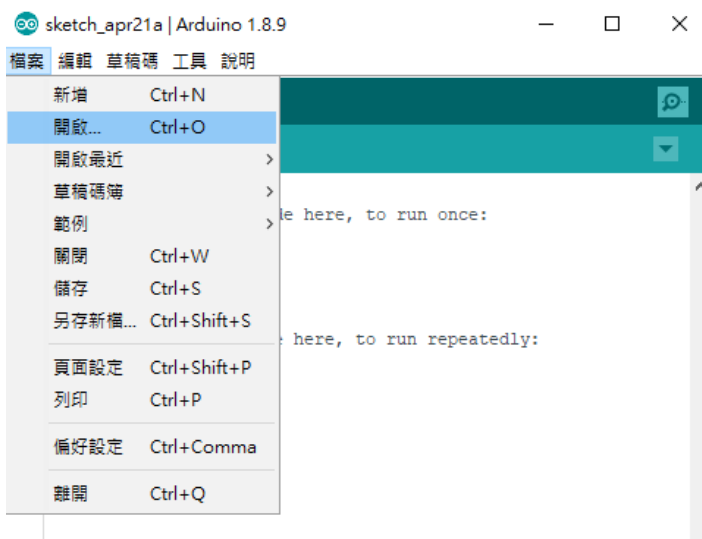 sketch_apr21a | Arduino 1.8.9
檔案 編輯 草稿碼 工具 說明
新增 Ctrl+N
開啟... Ctrl+O
開啟最近
草稿碼簿
範例
關閉 Ctrl+W
儲存 Ctrl+S
另存新檔... Ctrl+Shift+S
頁面設定 Ctrl+Shift+P
列印 Ctrl+P
偏好設定 Ctrl+Comma
離開 Ctrl+Q
here, to run once:
here, to run repeatedly: